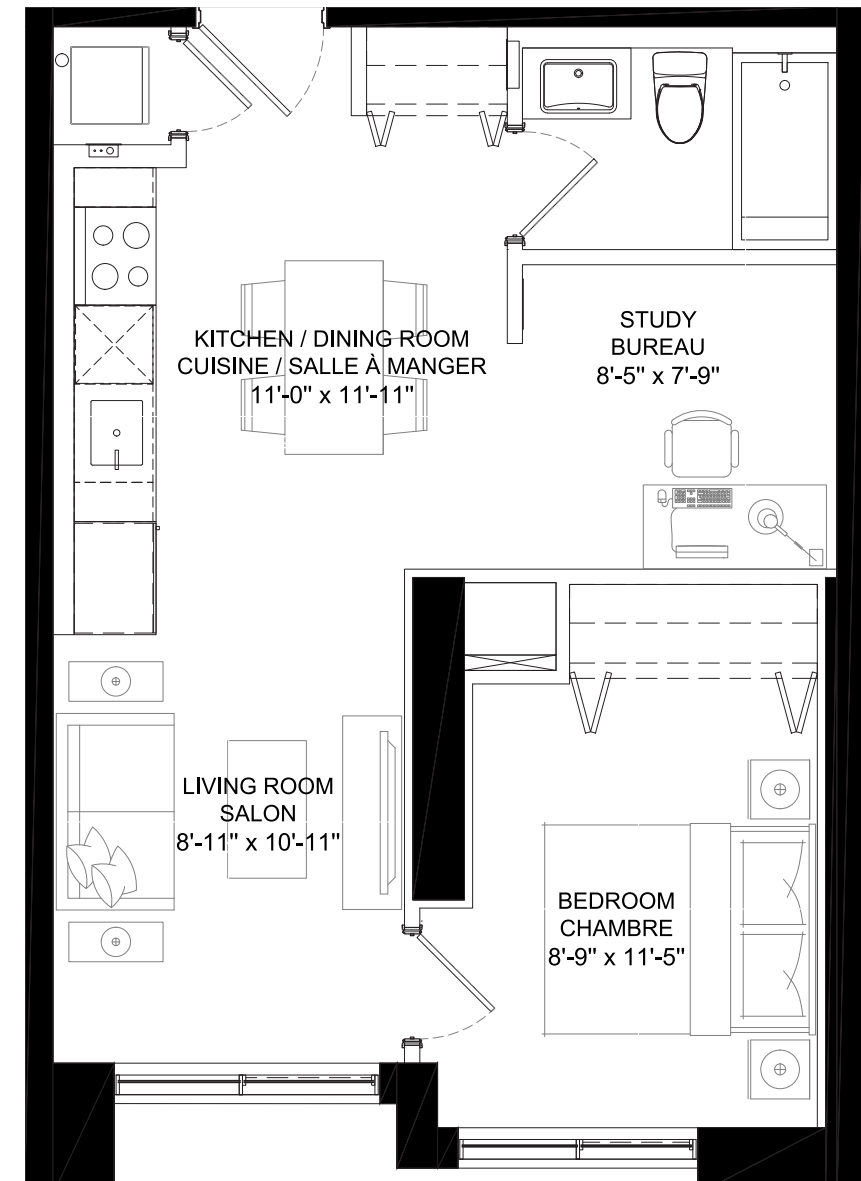 KITCHEN / DINING ROOM
CUISINE / SALLE À MANGER
11'-0" x 11'-11"
STUDY
BUREAU
8'-5" x 7'-9"
LIVING ROOM
SALON
8'-11" x 10'-11"
BEDROOM
CHAMBRE
8'-9" x 11'-5"